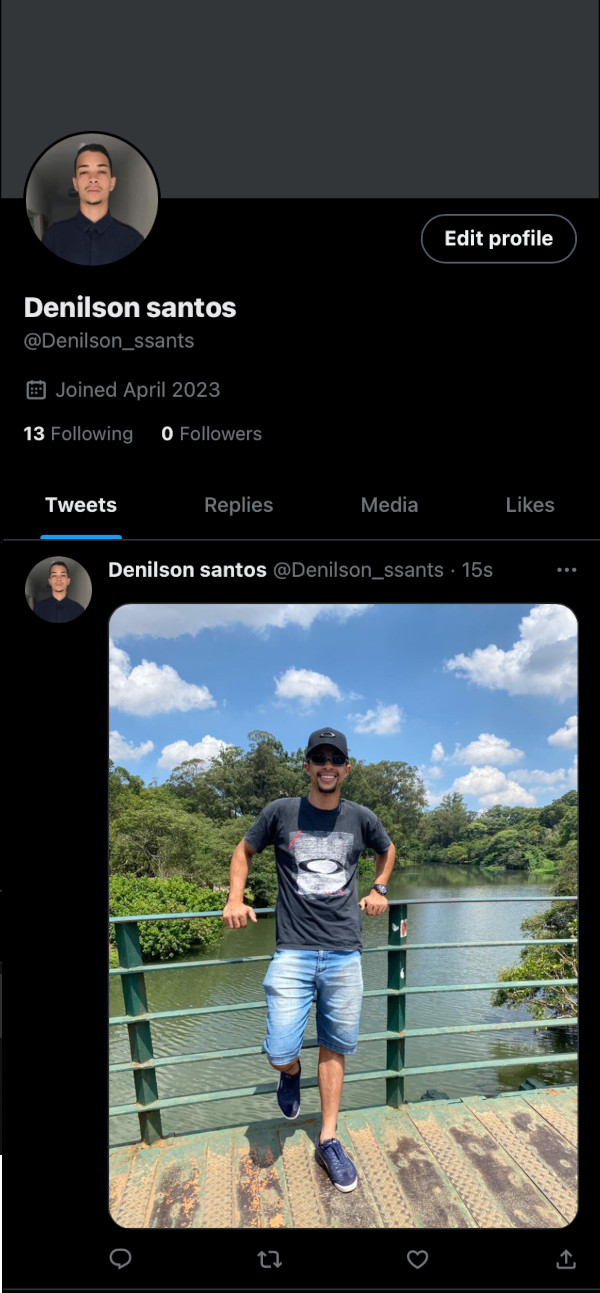 Edit profile
Denilson santos
@Denilson_ssants
Joined April 2023
13 Following 0 Followers
Tweets Replies Media Likes
Denilson santos @Denilson_ssants · 15s